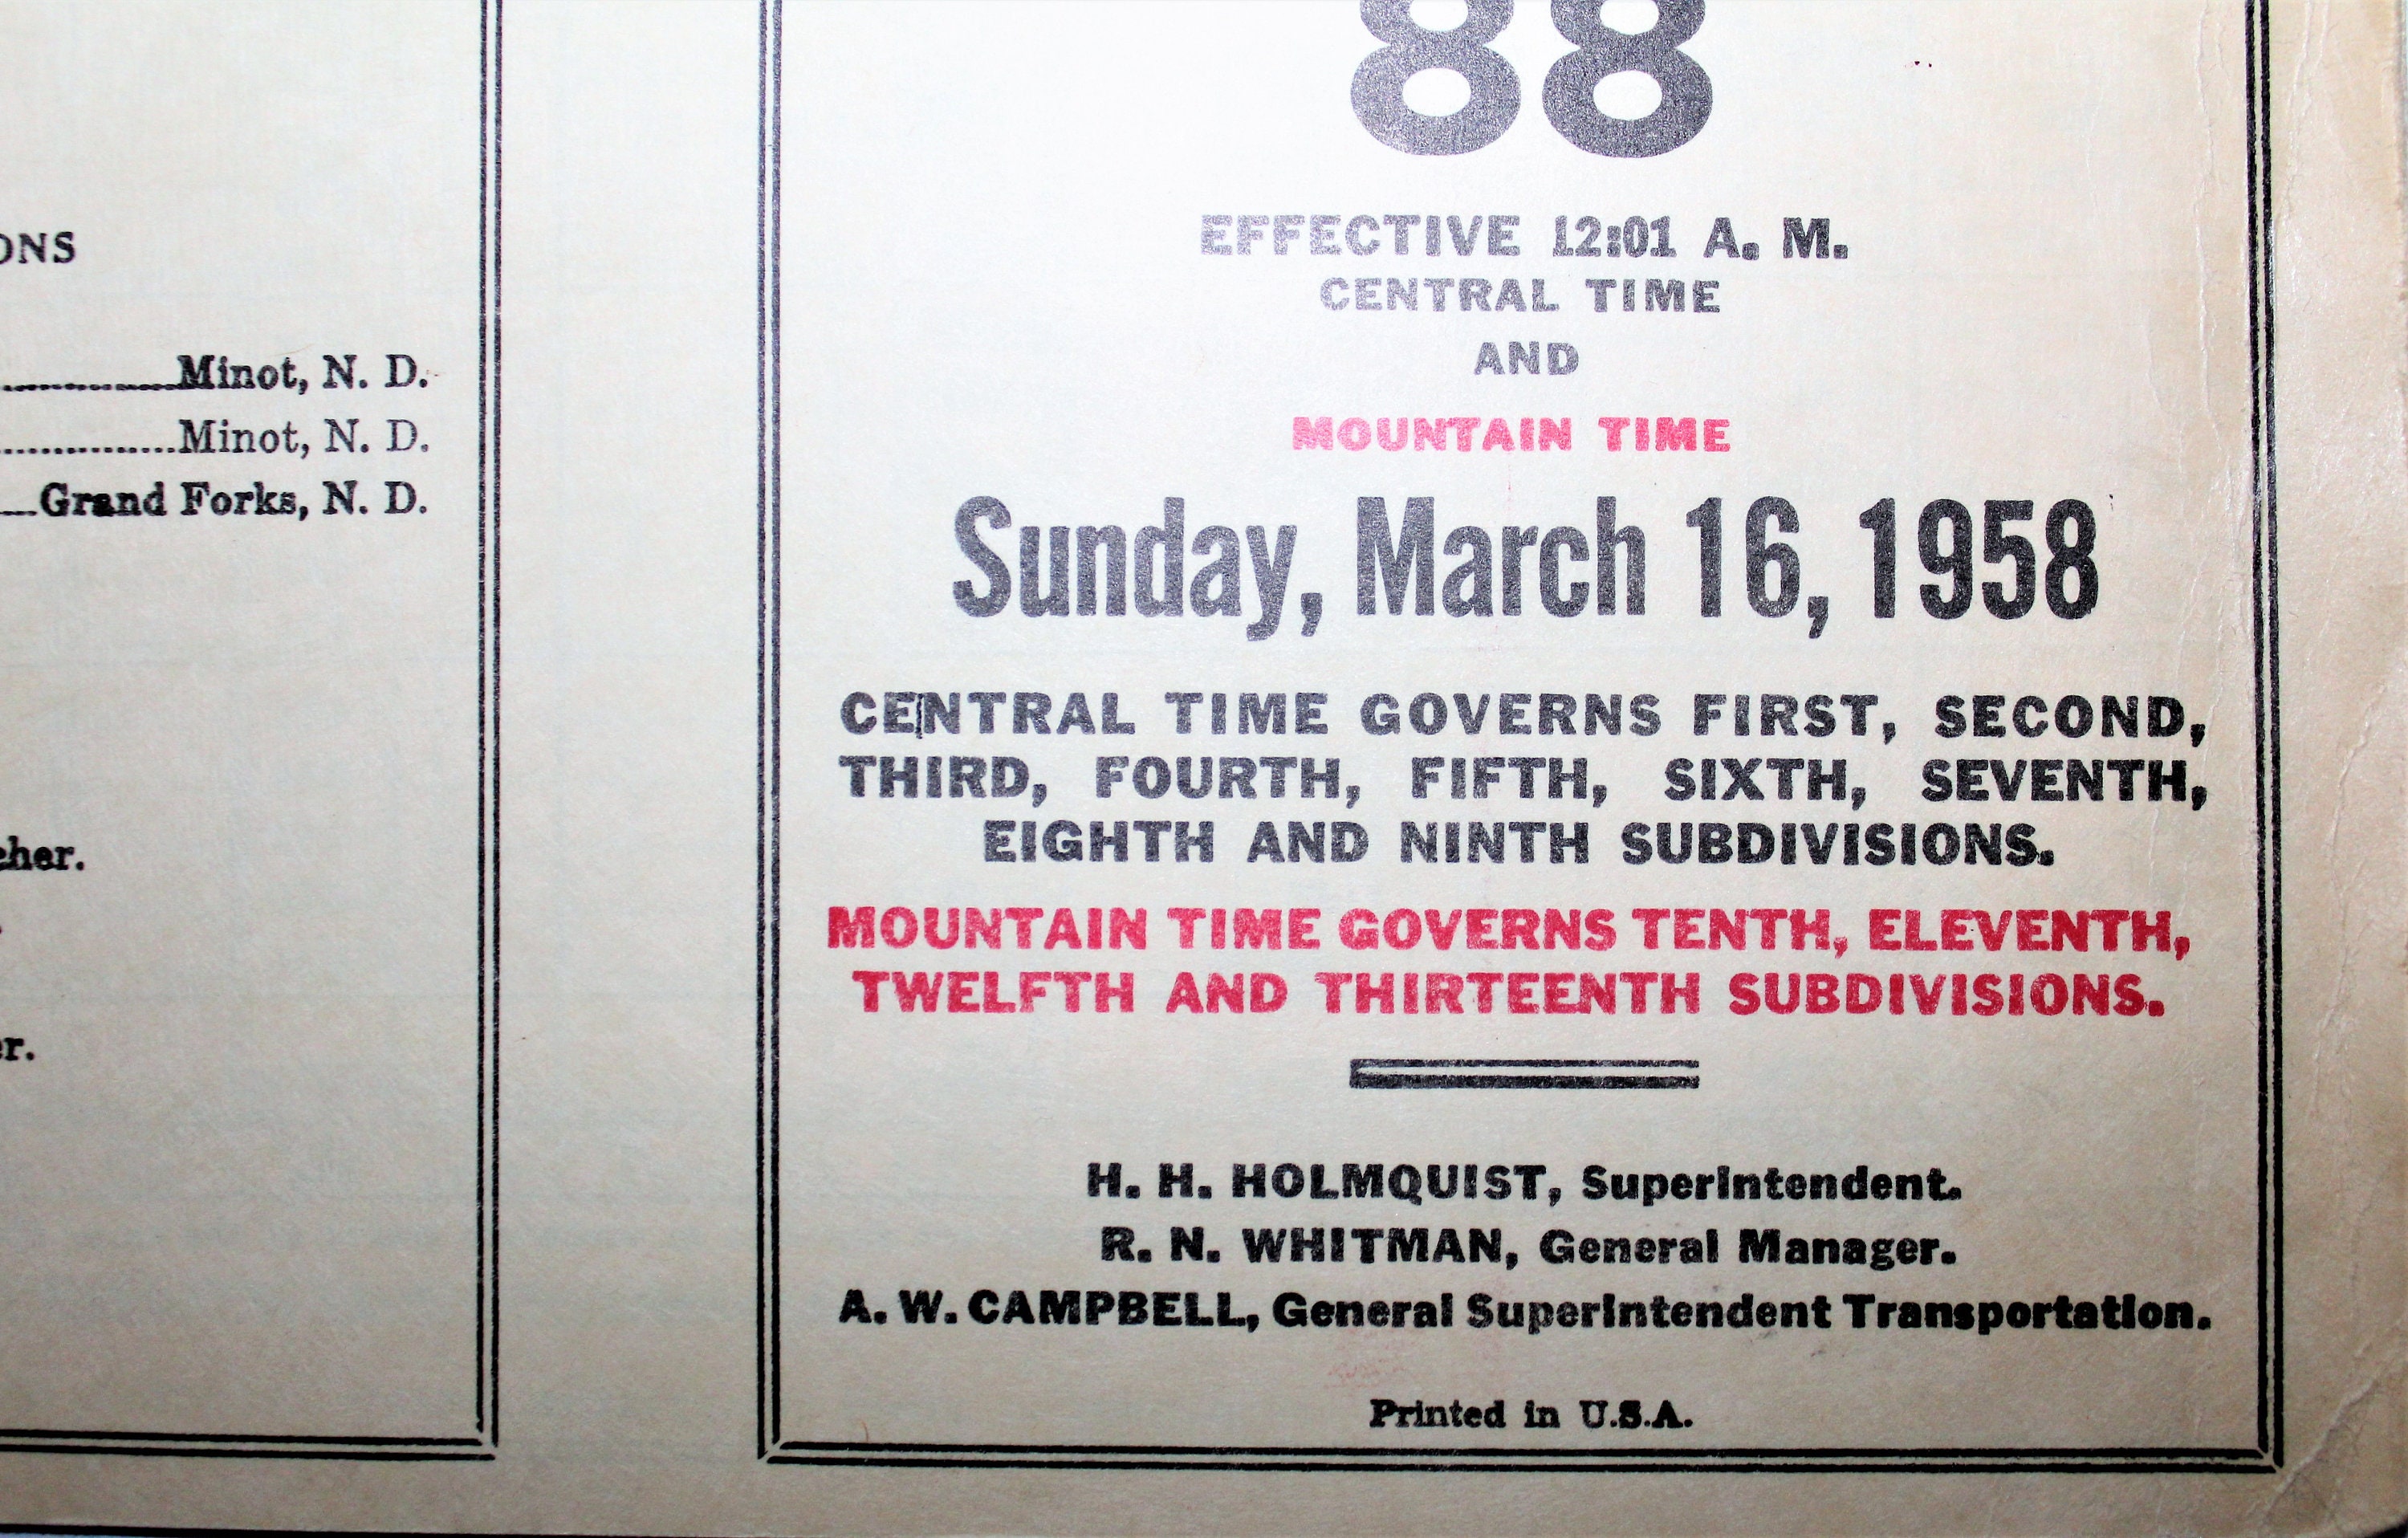 ONS
Minot, N. D.
Minot, N. D.
Grand Forks, N. D.
cher.
er.
88
EFFECTIVE 12:01 A. M.
CENTRAL TIME
AND
MOUNTAIN TIME
Sunday, March 16, 1958
CENTRAL TIME GOVERNS FIRST, SECOND,
THIRD, FOURTH, FIFTH, SIXTH, SEVENTH,
EIGHTH AND NINTH SUBDIVISIONS.
MOUNTAIN TIME GOVERNS TENTH, ELEVENTH,
TWELFTH AND THIRTEENTH SUBDIVISIONS.
H. H. HOLMQUIST, Superintendent.
R. N. WHITMAN, General Manager.
A. W. CAMPBELL, General Superintendent Transportation.
Printed in U.S.A.